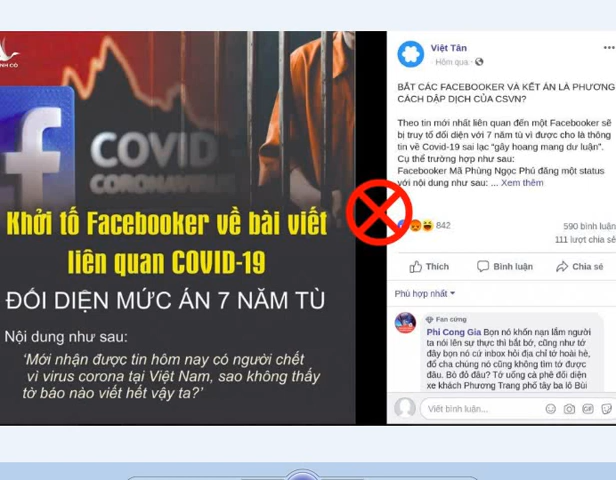 COVID
CORONAVIRUS
Khởi tố Facebooker về bài viết
liên quan COVID-19
ĐỐI DIỆN MỨC ÁN 7 NĂM TÙ
Nội dung như sau:
'Mới nhận được tin hôm nay có người chết
vì virus corona tại Việt Nam, sao không thấy
tờ báo nào viết hết vậy ta?'
Việt Tân
Hôm qua ·
BẮT CÁC FACEBOOKER VÀ KẾT ÁN LÀ PHƯƠNG
CÁCH DẬP DỊCH CỦA CSVN?
Theo tin mới nhất liên quan đến một Facebooker sẽ
bị truy tố đối diện với 7 năm tù vì được cho là thông
tin về Covid-19 sai lạc "gây hoang mang dư luận".
Cụ thể trường hợp như sau:
Facebooker Mã Phùng Ngọc Phú đăng một status
với nội dung như sau: ... Xem thêm
842
590 bình luận
111 lượt chia sẻ
Thích Bình luận Chia sẻ
Phù hợp nhất
Fan cứng
Phi Cong Gia Bọn nó khốn nạn lắm người
ta nói lên sự thực thì bắt bớ, cũng như tớ
đây bọn nó cứ inbox hỏi địa chỉ tớ hoài hè,
đố cha chúng nó cũng không tìm tớ được
đâu. Bò đỏ đâu? Tớ uống cà phê đối diện
xe khách Phương Trang phố tây ba lô Bùi
Viết bình luận...
GIF